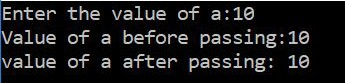 Enter the value of a:10
Value of a before passing:10
value of a after passing: 10